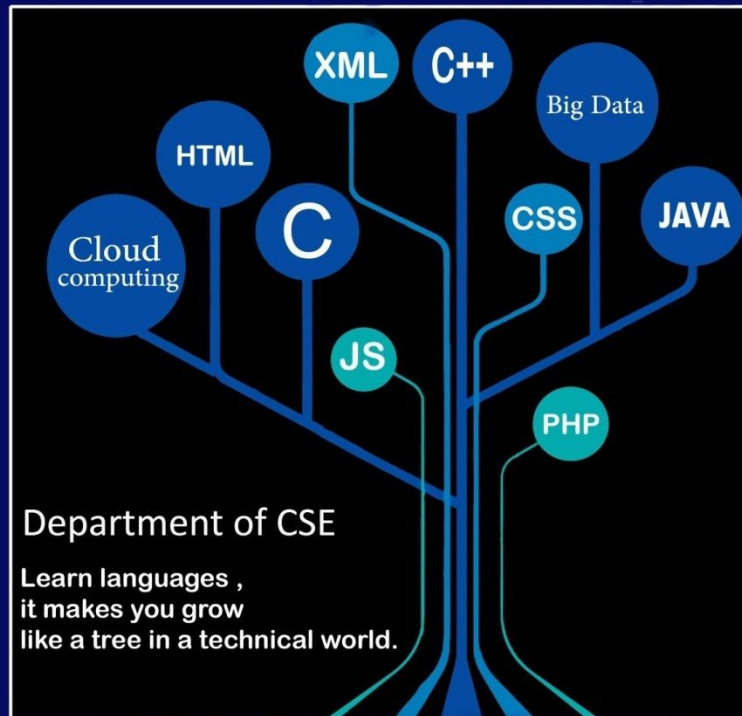 XML
C++
Big Data
HTML
CSS
JAVA
C
Cloud
computing
JS
PHP
Department of CSE
Learn languages ,
it makes you grow
like a tree in a technical world.